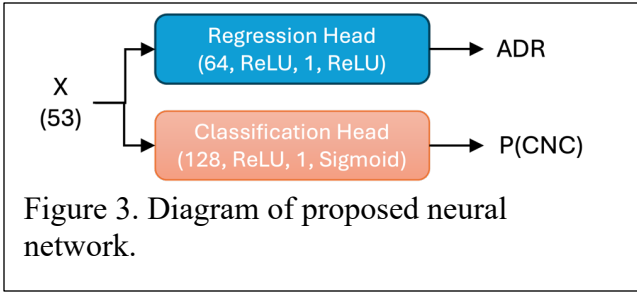 Regression Head
(64, ReLU, 1, ReLU)
ADR
X
(53)
Classification Head
(128, ReLU, 1, Sigmoid)
P(CNC)
Figure 3. Diagram of proposed neural
network.